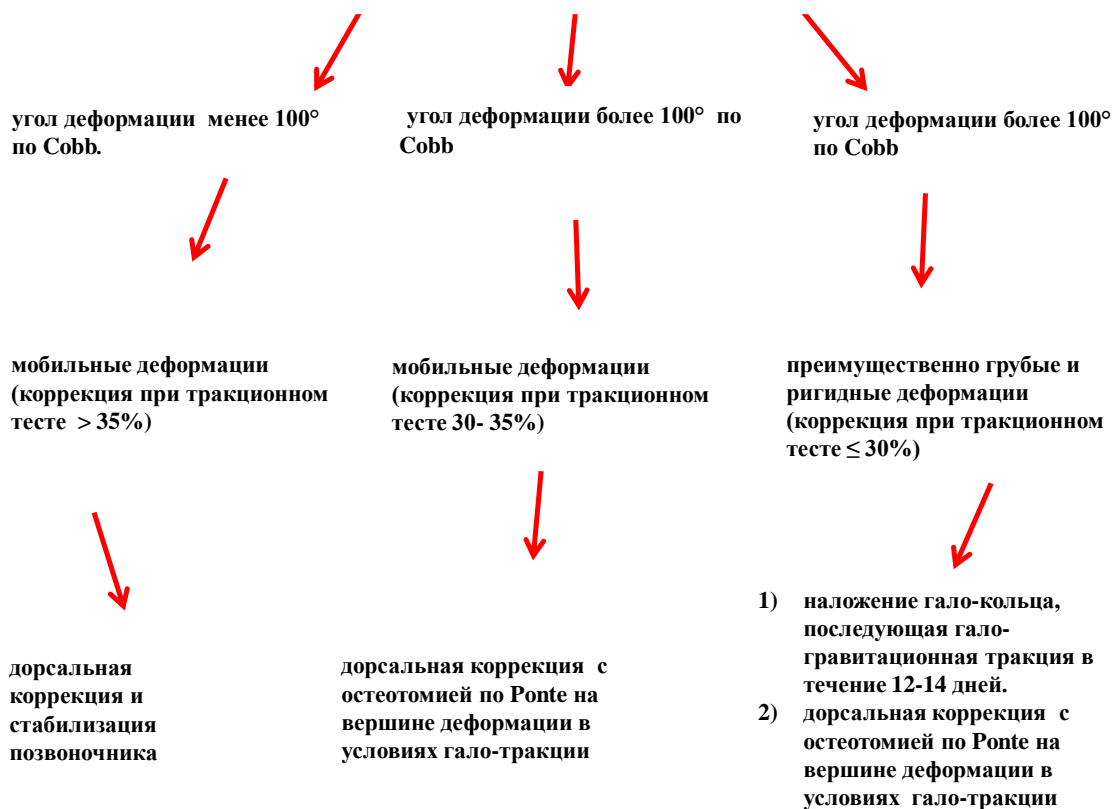 угол деформации менее 100°
по Cobb.
угол деформации более 100° по
Cobb
угол деформации более 100°
по Cobb
мобильные деформации
(коррекция при тракционном
тесте > 35%)
мобильные деформации
(коррекция при тракционном
тесте 30- 35%)
преимущественно грубые и
ригидные деформации
(коррекция при тракционном
тесте ≤ 30%)
дорсальная
коррекция и
стабилизация
позвоночника
дорсальная коррекция с
остеотомией по Ponte на
вершине деформации в
условиях гало-тракции
1) наложение гало-кольца,
последующая гало-
гравитационная тракция в
течение 12-14 дней.
2) дорсальная коррекция с
остеотомией по Ponte на
вершине деформации в
условиях гало-тракции